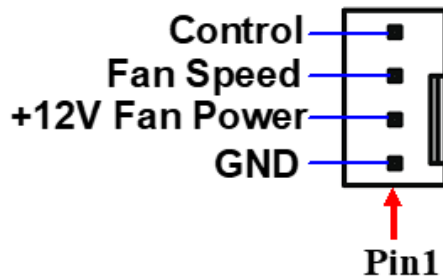 Control
Fan Speed
+12V Fan Power
GND
Pin1